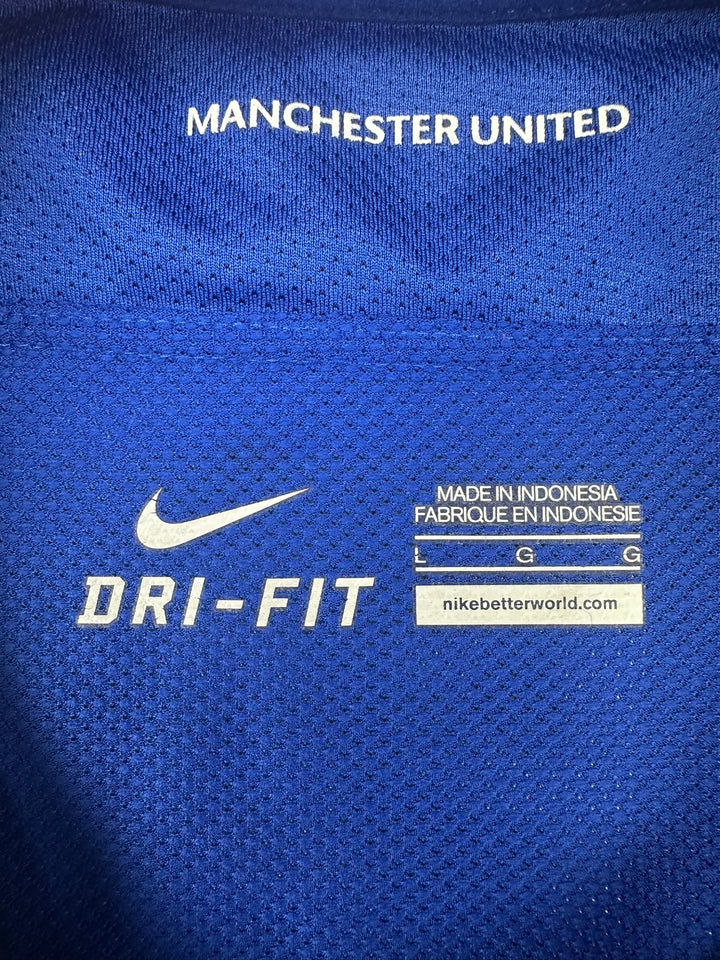 MANCHESTER UNITED
MADE IN INDONESIA
FABRIQUE EN INDONESIE
L G G
DRI-FIT
nikebetterworld.com